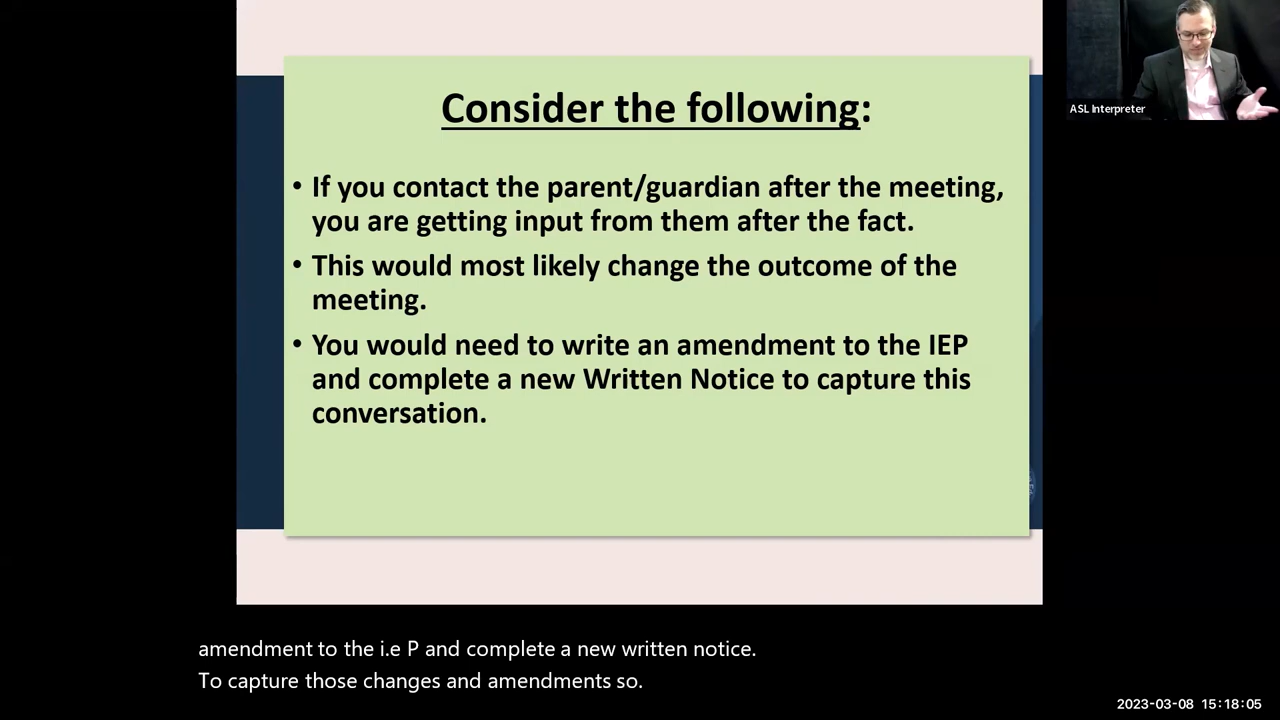 Consider the following:
• If you contact the parent/guardian after the meeting,
you are getting input from them after the fact.
• This would most likely change the outcome of the
meeting.
• You would need to write an amendment to the IEP
and complete a new Written Notice to capture this
conversation.
ASL Interpreter
amendment to the i.e P and complete a new written notice.
To capture those changes and amendments so.
2023-03-08 15:18:05